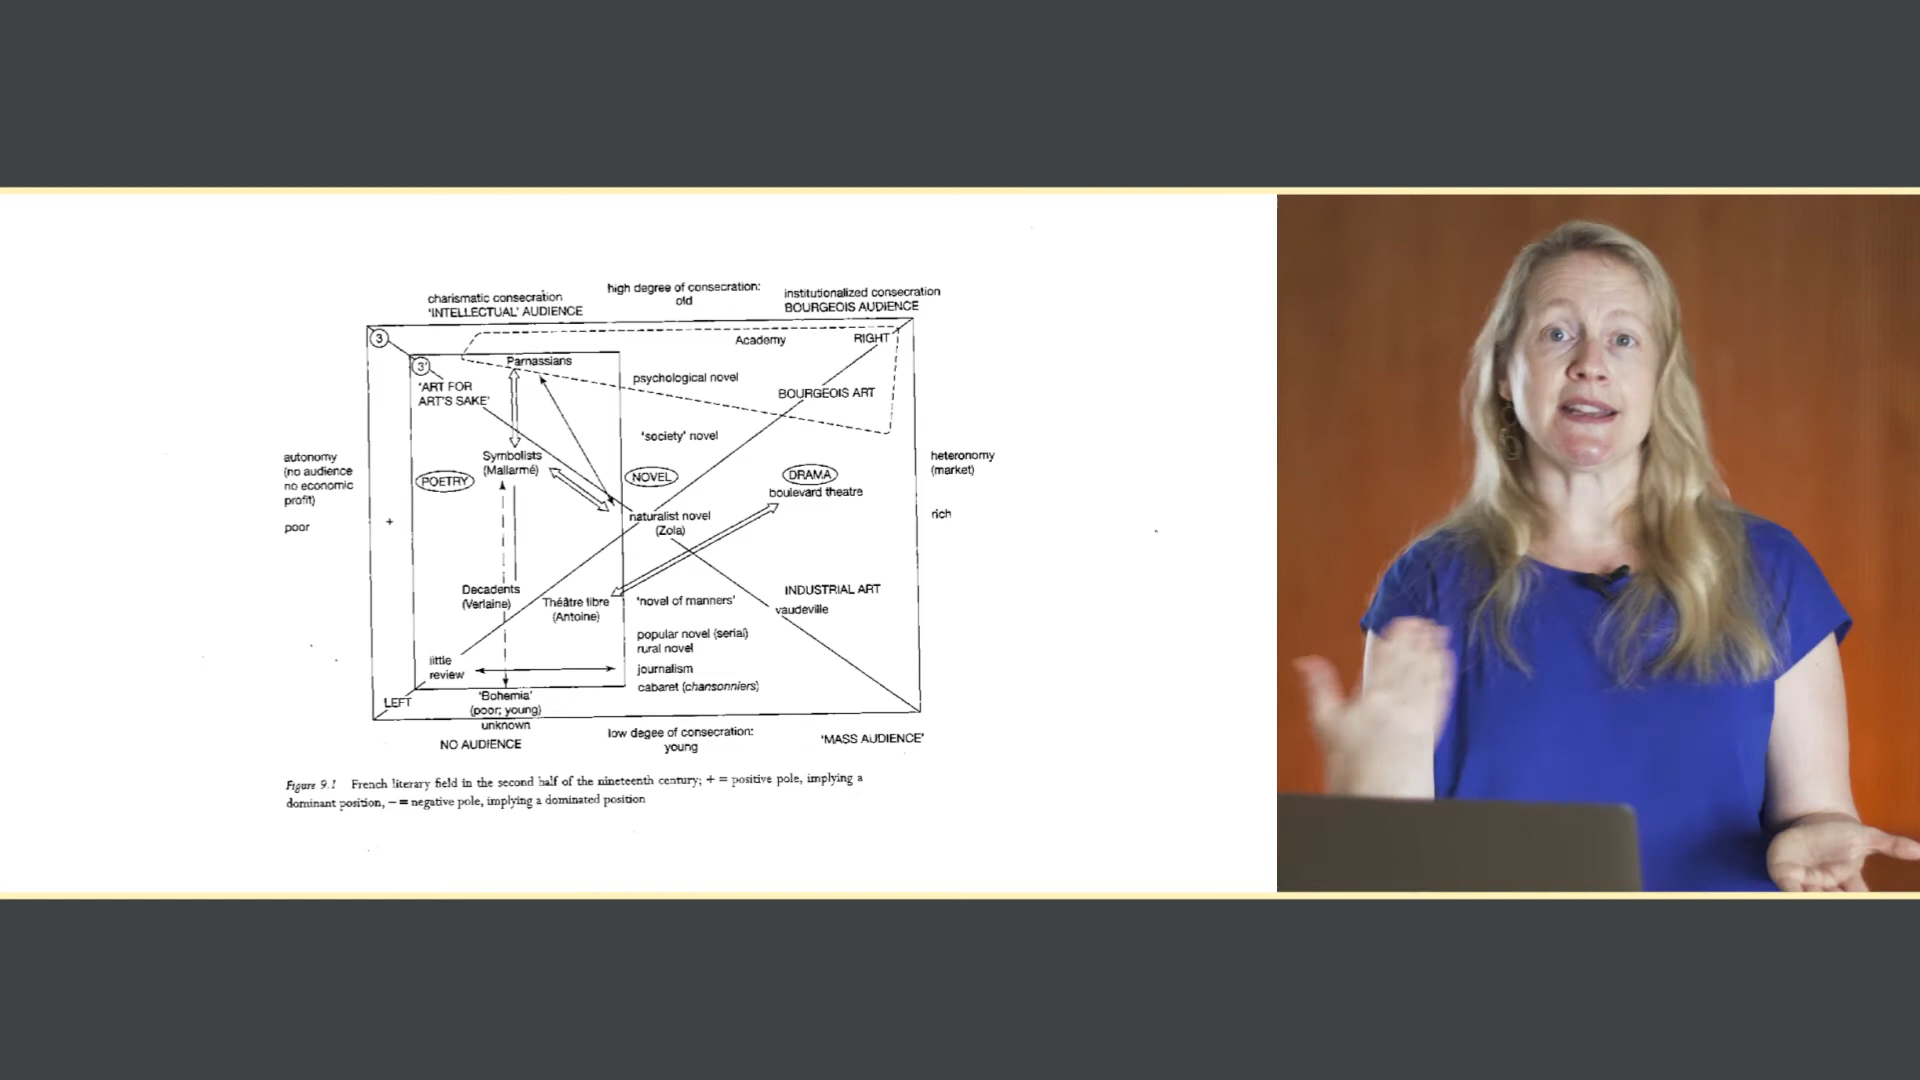 high degree of consecration:
old
charismatic consecration
'INTELLECTUAL' AUDIENCE
institutionalized consecration
BOURGEOIS AUDIENCE
3
Academy
RIGHT
3'
Parnassians
psychological novel
'ART FOR
ART'S SAKE'
BOURGEOIS ART
'society' novel
autonomy
(no audience
no economic
profit)
poor
+
Symbolists
(Mallarmé)
POETRY
NOVEL
DRAMA
boulevard theatre
heteronomy
(market)
rich
naturalist novel
(Zola)
Decadents
(Verlaine)
Théâtre libre
(Antoine)
'novel of manners'
INDUSTRIAL ART
vaudeville
popular novel (serial)
rural novel
little
review
journalism
cabaret (chansonniers)
LEFT
'Bohemia'
(poor; young)
unknown
NO AUDIENCE
low degee of consecration:
young
'MASS AUDIENCE'
Figure 9.1 French literary field in the second half of the nineteenth century; + = positive pole, implying a
dominant position, − = negative pole, implying a dominated position